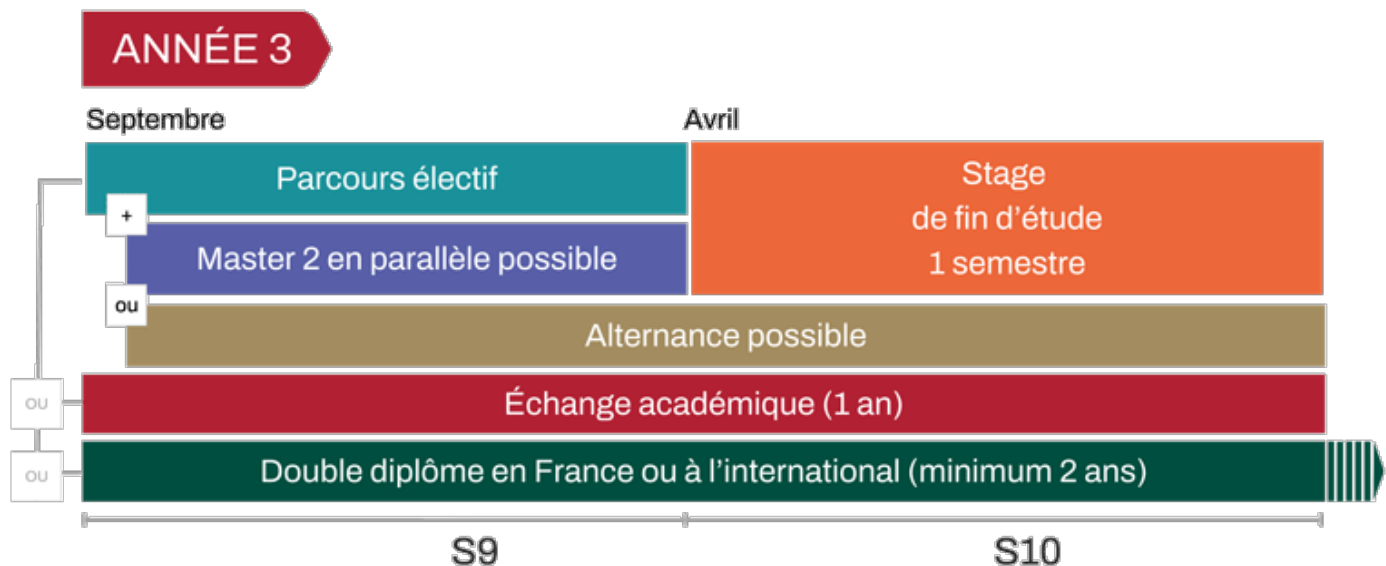 ANNÉE 3
Septembre
Avril
Parcours électif
+
Master 2 en parallèle possible
Stage
de fin d'étude
1 semestre
ou
Alternance possible
OU
Échange académique (1 an)
OU
Double diplôme en France ou à l'international (minimum 2 ans)
S9
S10